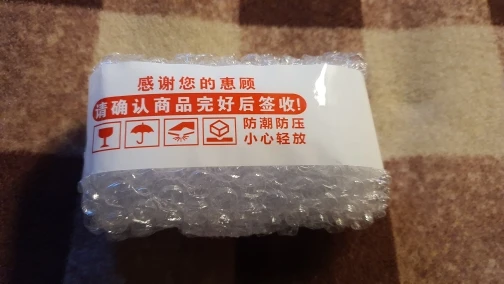 感谢您的惠顾
请确认商品完好后签收!
防潮防压
小心轻放